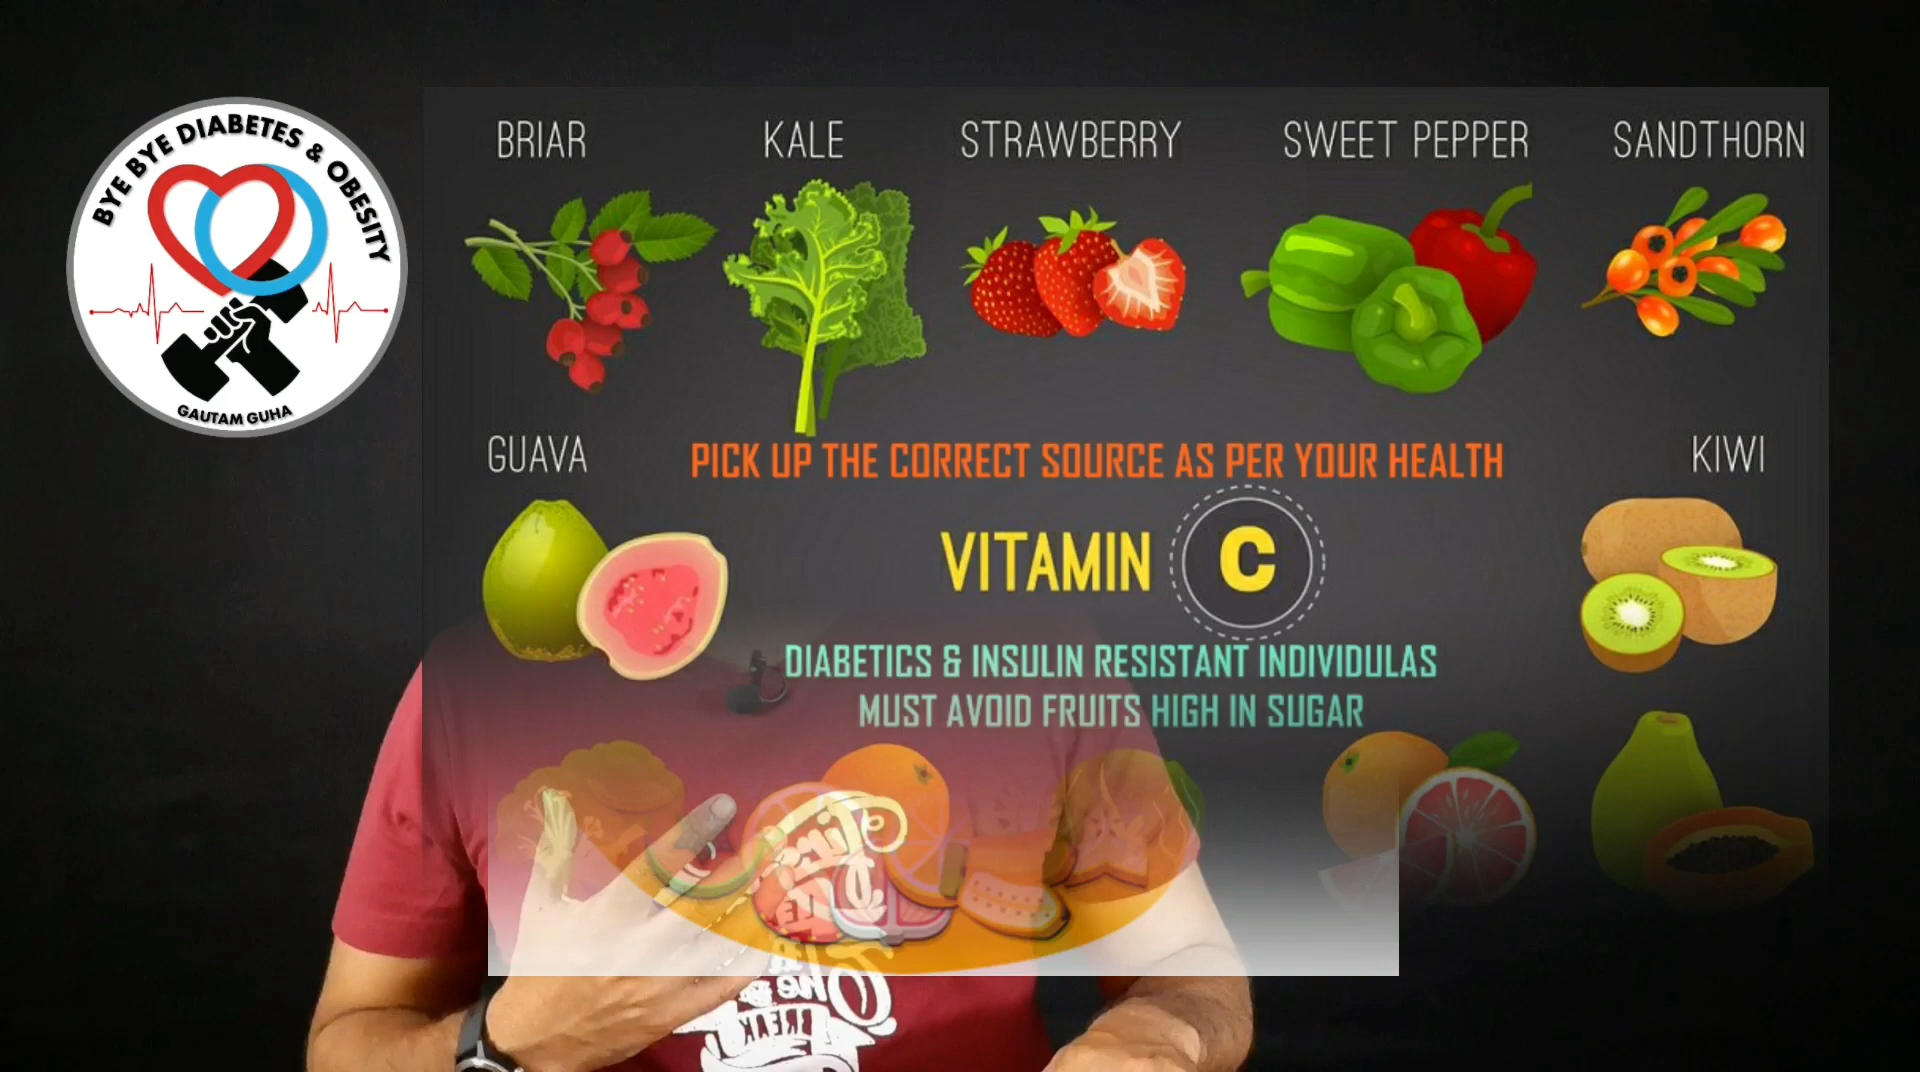 BYE BYE DIABETES & OBESITY
GAUTAM GUHA
BRIAR
KALE
STRAWBERRY
SWEET PEPPER
SANDTHORN
GUAVA
PICK UP THE CORRECT SOURCE AS PER YOUR HEALTH
KIWI
VITAMIN C
DIABETICS & INSULIN RESISTANT INDIVIDULAS
MUST AVOID FRUITS HIGH IN SUGAR
BREAK